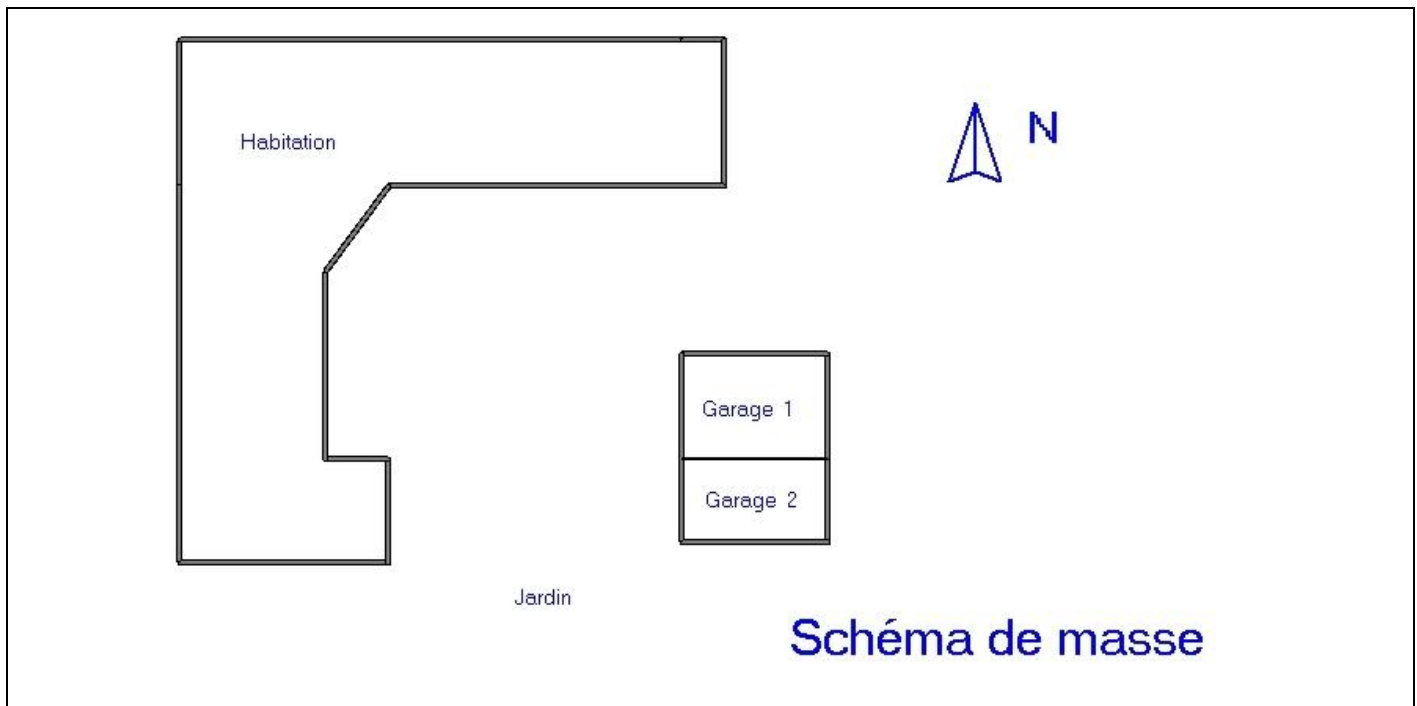 N
Habitation
Garage 1
Garage 2
Jardin
Schéma de masse